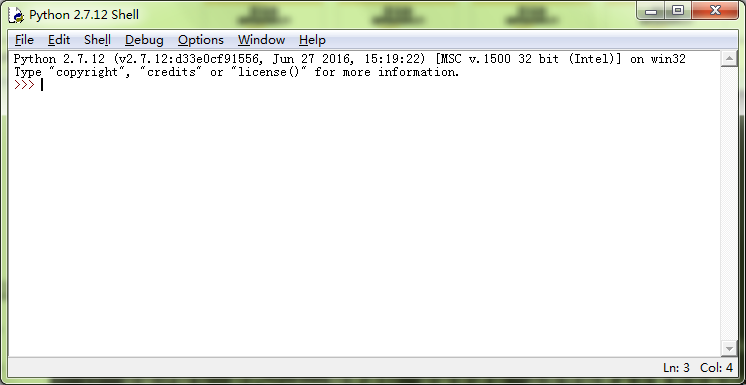 Python 2.7.12 Shell
File Edit Shell Debug Options Window Help
Python 2.7.12 (v2.7.12:d33e0cf91556, Jun 27 2016, 15:19:22) [MSC v.1500 32 bit (Intel)] on win32
Type "copyright", "credits" or "license()" for more information.
>>>
Ln: 3 Col: 4